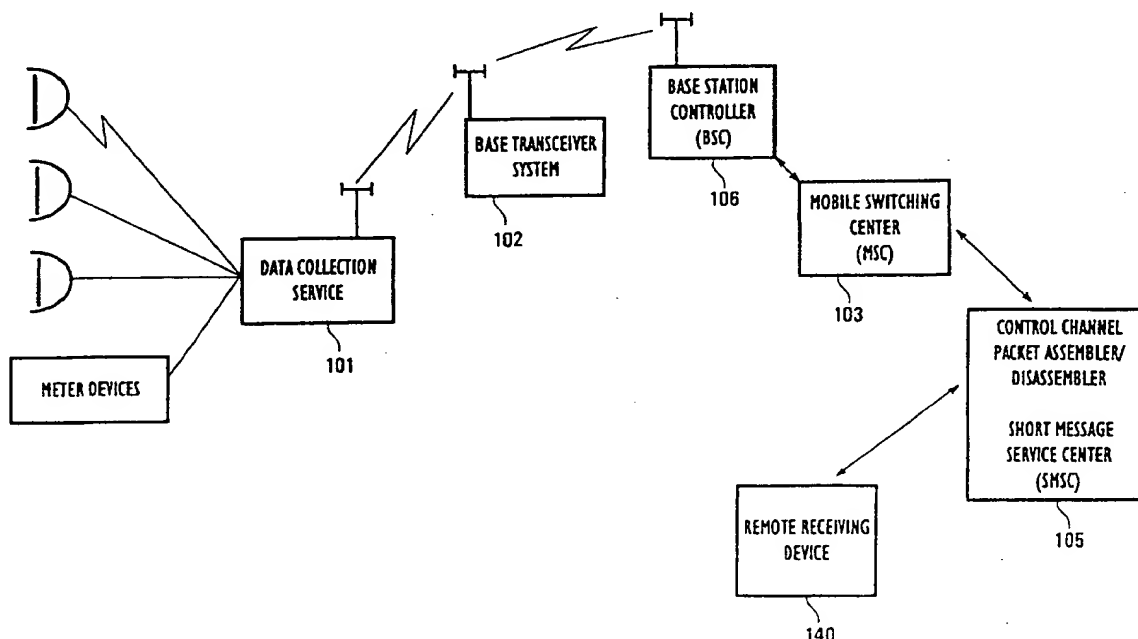 BASE STATION
CONTROLLER
(BSC)
106
BASE TRANSCEIVER
SYSTEM
102
MOBILE SWITCHING
CENTER
(MSC)
103
DATA COLLECTION
SERVICE
101
METER DEVICES
CONTROL CHANNEL
PACKET ASSEMBLER/
DISASSEMBLER
SHORT MESSAGE
SERVICE CENTER
(SMSC)
105
REMOTE RECEIVING
DEVICE
140